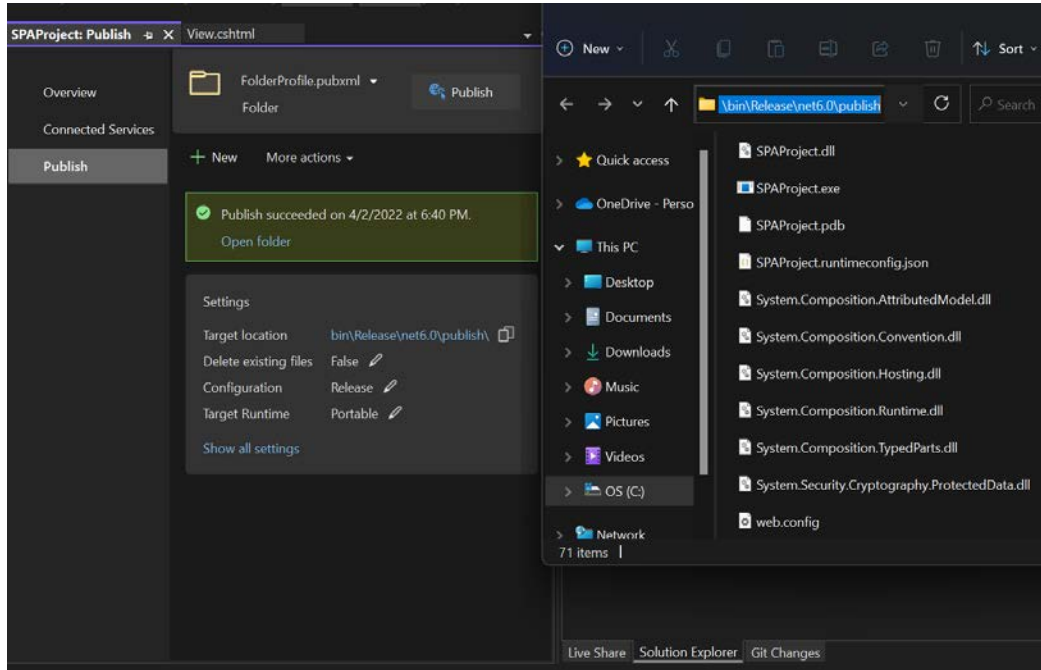 SPAProject: Publish
View.cshtml
Overview
Connected Services
Publish
FolderProfile.pubxml
Folder
Publish
New
More actions
Publish succeeded on 4/2/2022 at 6:40 PM.
Open folder
Settings
Target location bin\Release\net6.0\publish\
Delete existing files False
Configuration Release
Target Runtime Portable
Show all settings
New
Sort
\bin\Release\net6.0\publish
Search
Quick access
OneDrive - Perso
This PC
Desktop
Documents
Downloads
Music
Pictures
Videos
OS (C:)
Network
SPAProject.dll
SPAProject.exe
SPAProject.pdb
SPAProject.runtimeconfig.json
System.Composition.AttributedModel.dll
System.Composition.Convention.dll
System.Composition.Hosting.dll
System.Composition.Runtime.dll
System.Composition.TypedParts.dll
System.Security.Cryptography.ProtectedData.dll
web.config
71 items
Live Share
Solution Explorer
Git Changes